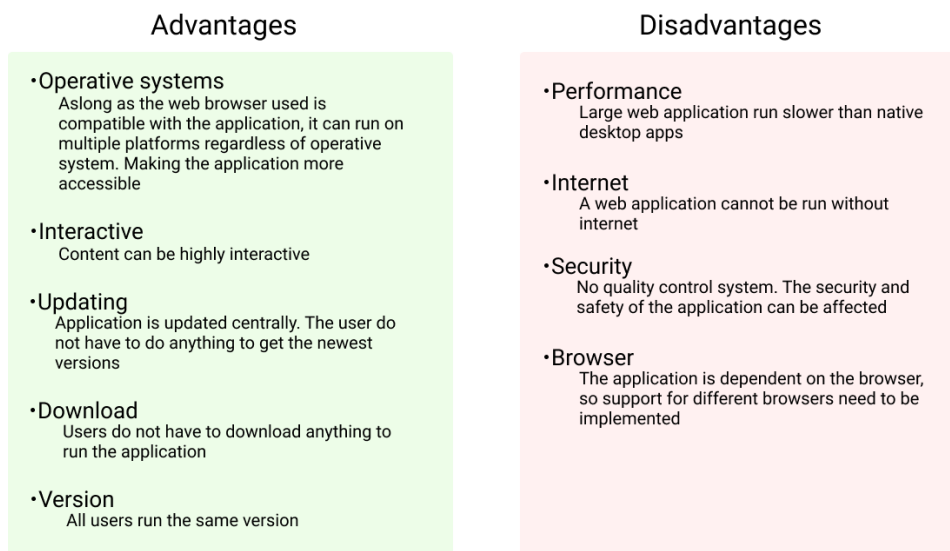 Advantages
•Operative systems
Aslong as the web browser used is
compatible with the application, it can run on
multiple platforms regardless of operative
system. Making the application more
accessible
•Interactive
Content can be highly interactive
•Updating
Application is updated centrally. The user do
not have to do anything to get the newest
versions
•Download
Users do not have to download anything to
run the application
•Version
All users run the same version
Disadvantages
•Performance
Large web application run slower than native
desktop apps
•Internet
A web application cannot be run without
internet
•Security
No quality control system. The security and
safety of the application can be affected
•Browser
The application is dependent on the browser,
so support for different browsers need to be
implemented